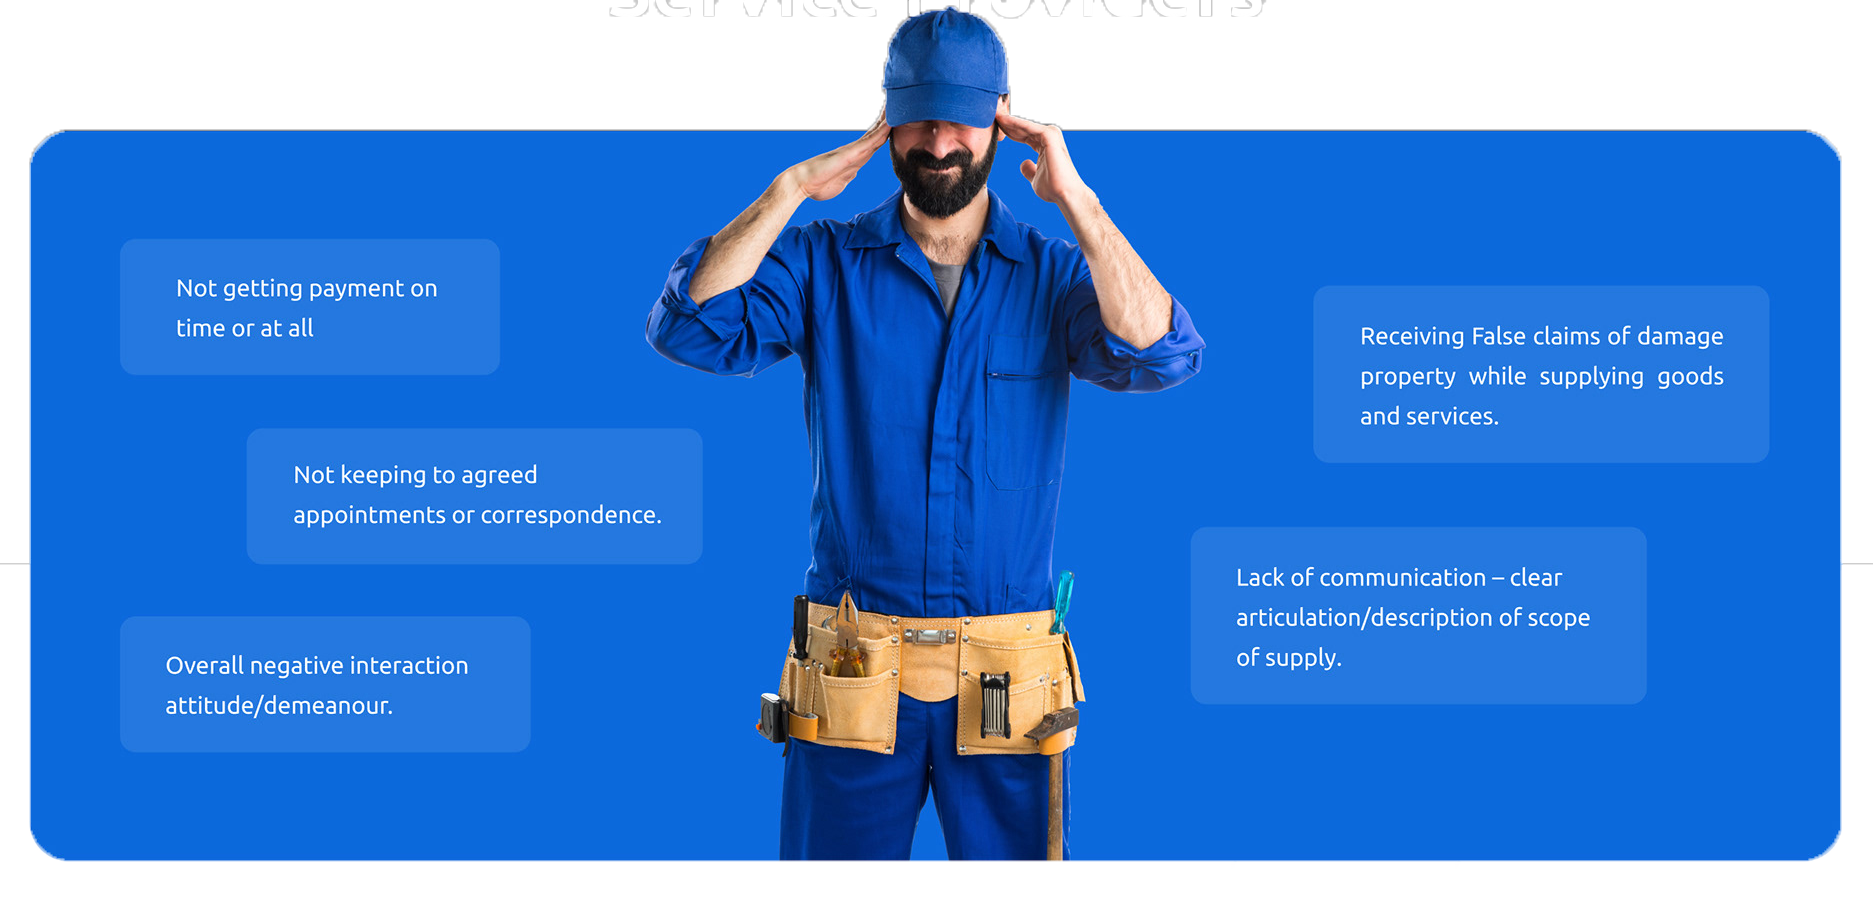 Service Providers
Not getting payment on
time or at all
Not keeping to agreed
appointments or correspondence.
Overall negative interaction
attitude/demeanour.
Receiving False claims of damage
property while supplying goods
and services.
Lack of communication – clear
articulation/description of scope
of supply.